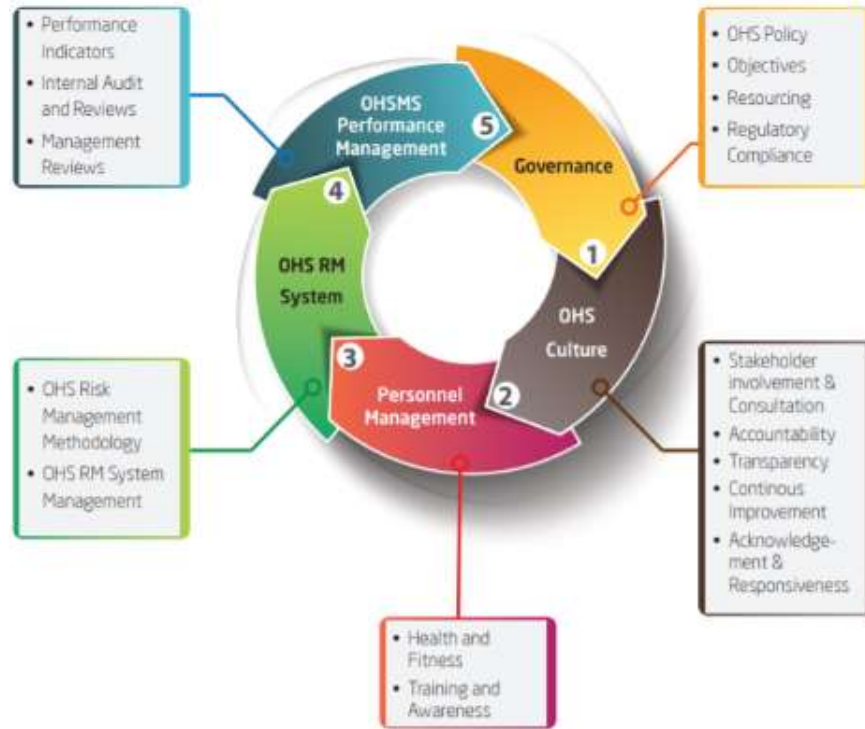 • Performance
Indicators
• Internal Audit
and Reviews
• Management
Reviews
OHSMS
Performance
Management
5
Governance
1
• OHS Policy
• Objectives
• Resourcing
• Regulatory
Compliance
4
OHS RM
System
OHS
Culture
2
3
Personnel
Management
• OHS Risk
Management
Methodology
• OHS RM System
Management
• Stakeholder
involvement &
Consultation
• Accountability
• Transparency
• Continous
Improvement
• Acknowledge-
ment &
Responsiveness
• Health and
Fitness
• Training and
Awareness